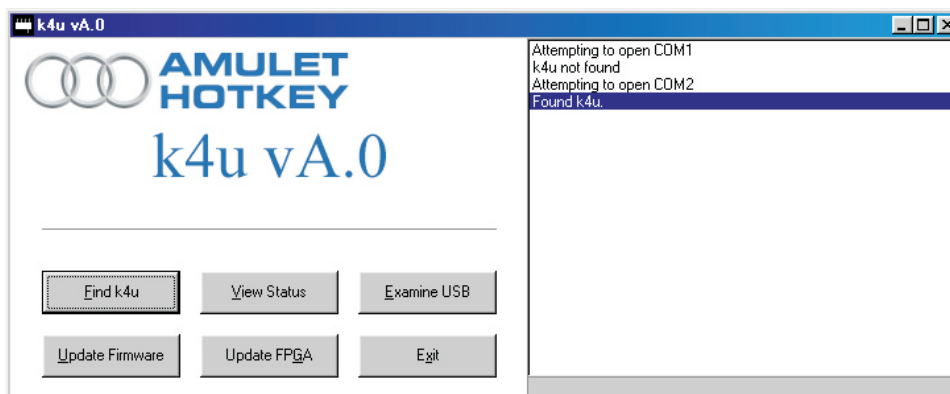 k4u vA.0
AMULET
HOTKEY
k4u vA.0
Find k4u
View Status
Examine USB
Update Firmware
Update FPGA
Exit
Attempting to open COM1
k4u not found
Attempting to open COM2
Found k4u.